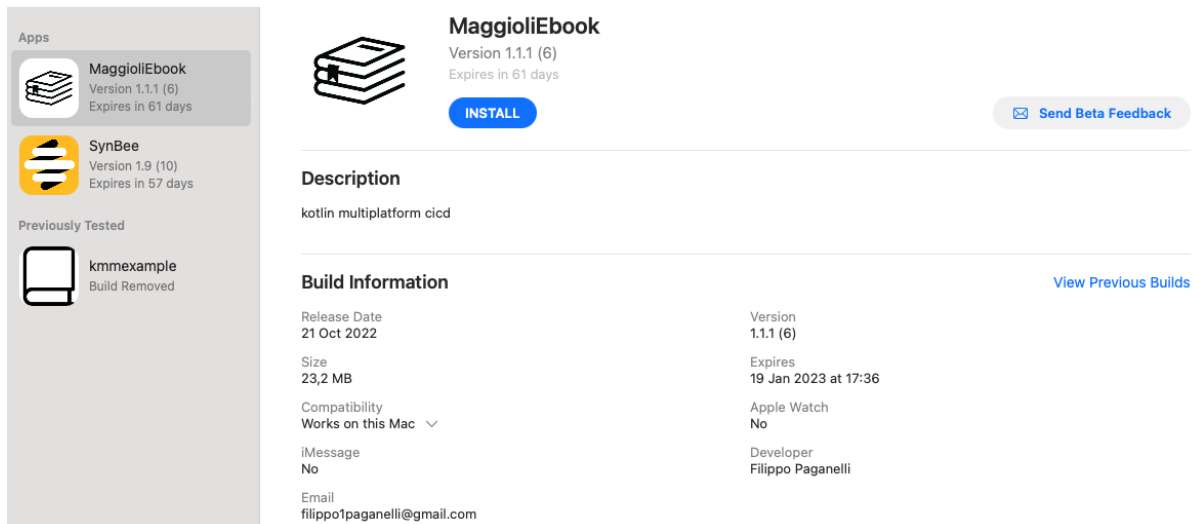 Apps
MaggioliEbook
Version 1.1.1 (6)
Expires in 61 days
SynBee
Version 1.9 (10)
Expires in 57 days
Previously Tested
kmmexample
Build Removed
MaggioliEbook
Version 1.1.1 (6)
Expires in 61 days
INSTALL
Send Beta Feedback
Description
kotlin multiplatform cicd
Build Information
View Previous Builds
Release Date
21 Oct 2022
Version
1.1.1 (6)
Size
23,2 MB
Expires
19 Jan 2023 at 17:36
Compatibility
Works on this Mac
Apple Watch
No
iMessage
No
Developer
Filippo Paganelli
Email
filippo1paganelli@gmail.com